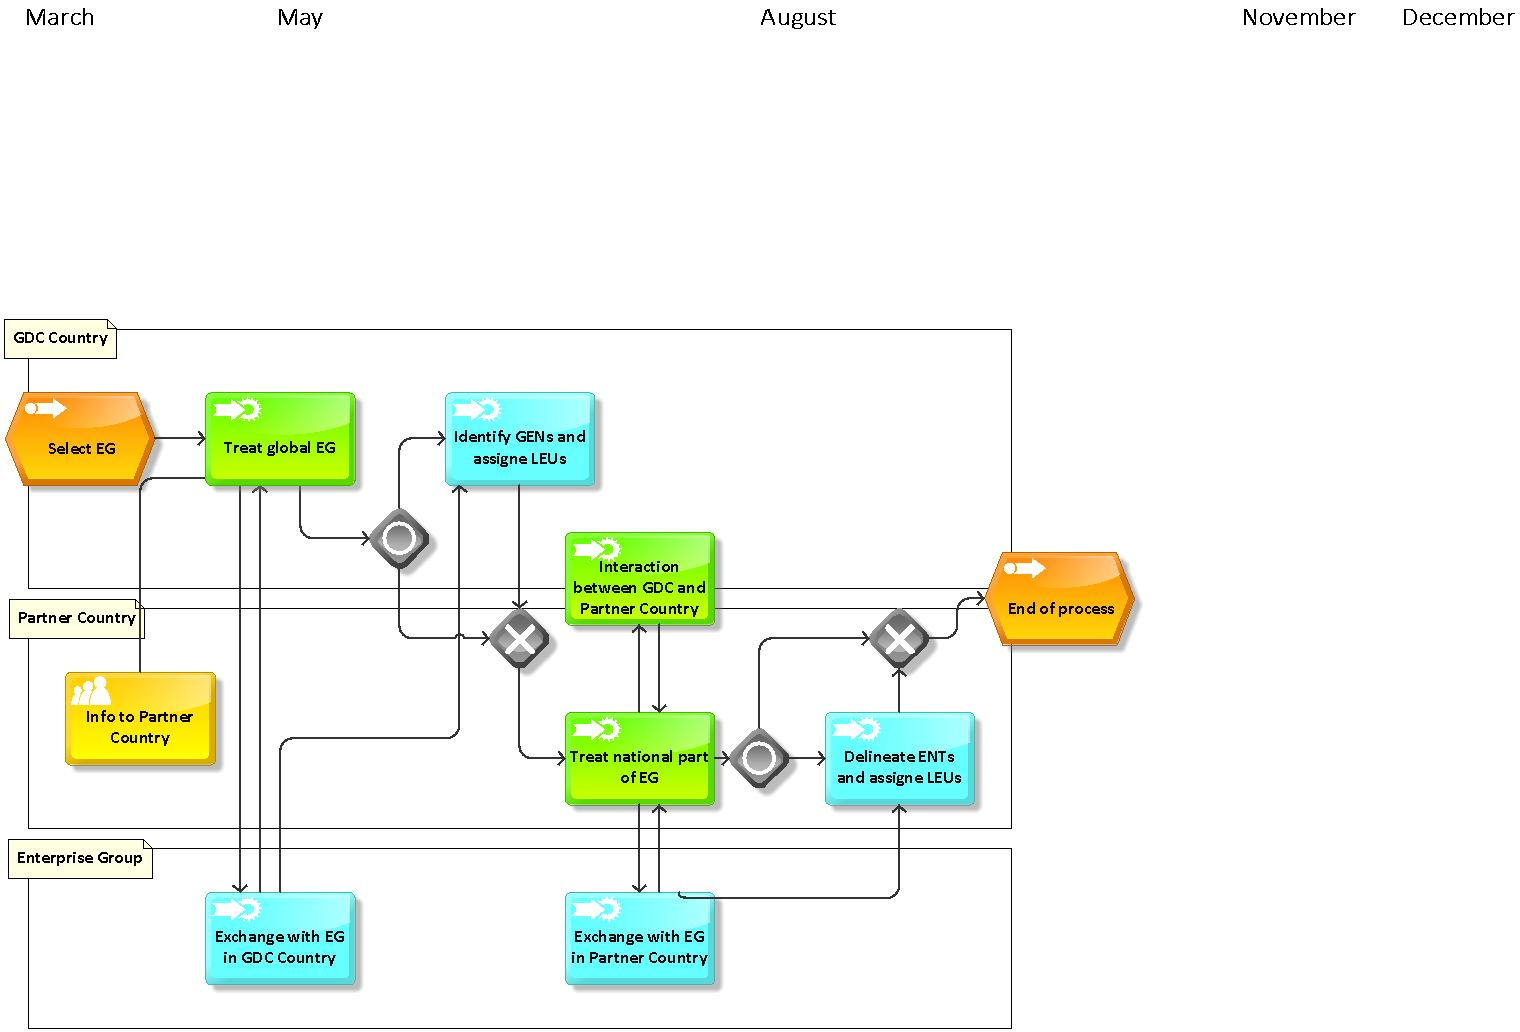 March
May
August
November
December
GDC Country
Select EG
Treat global EG
Identify GENs and
assigne LEUs
Interaction
between GDC and
Partner Country
End of process
Partner Country
Info to Partner
Country
Treat national part
of EG
Delineate ENTs
and assigne LEUs
Enterprise Group
Exchange with EG
in GDC Country
Exchange with EG
in Partner Country